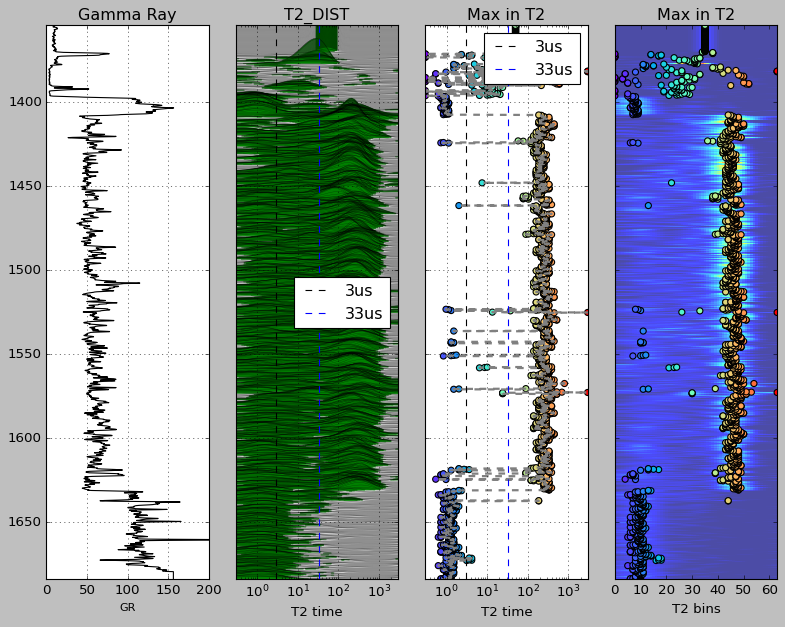 Gamma Ray
T2_DIST
Max in T2
Max in T2
3us
33us
3us
33us
1400
1450
1500
1550
1600
1650
0 50 100 150 200
10^0 10^1 10^2 10^3
10^0 10^1 10^2 10^3
0 10 20 30 40 50 60
GR
T2 time
T2 time
T2 bins